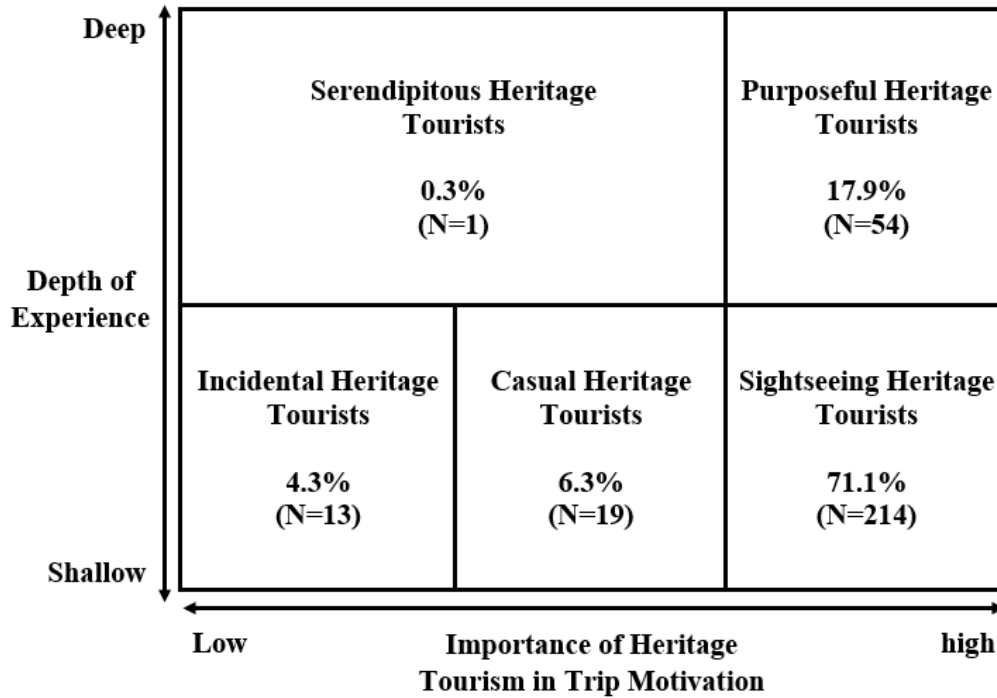 Deep
Serendipitous Heritage
Tourists
0.3%
(N=1)
Purposeful Heritage
Tourists
17.9%
(N=54)
Depth of
Experience
Incidental Heritage
Tourists
4.3%
(N=13)
Casual Heritage
Tourists
6.3%
(N=19)
Sightseeing Heritage
Tourists
71.1%
(N=214)
Shallow
Low
Importance of Heritage
Tourism in Trip Motivation
high